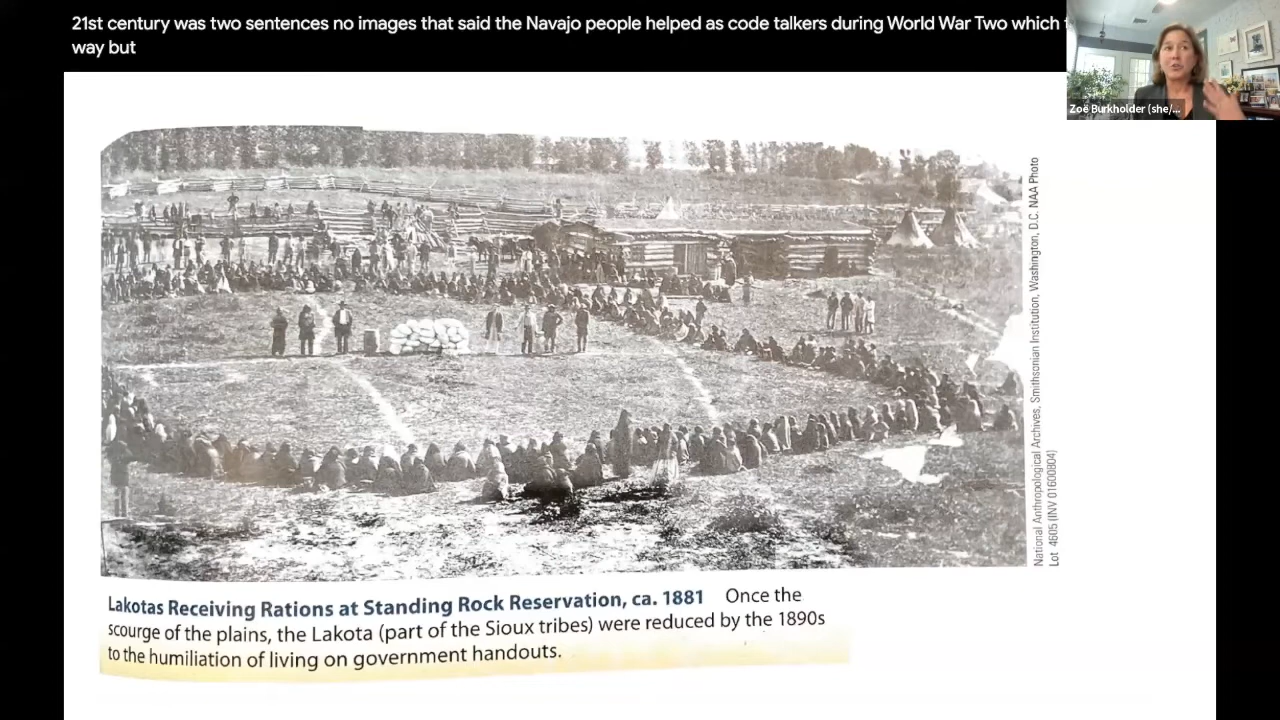 21st century was two sentences no images that said the Navajo people helped as code talkers during World War Two which
way but
Zoë Burkholder (she/...
National Anthropological Archives, Smithsonian Institution, Washington, D.C. NAA Photo
Lot 4605 (INV 01600804)
Lakotas Receiving Rations at Standing Rock Reservation, ca. 1881 Once the
scourge of the plains, the Lakota (part of the Sioux tribes) were reduced by the 1890s
to the humiliation of living on government handouts.